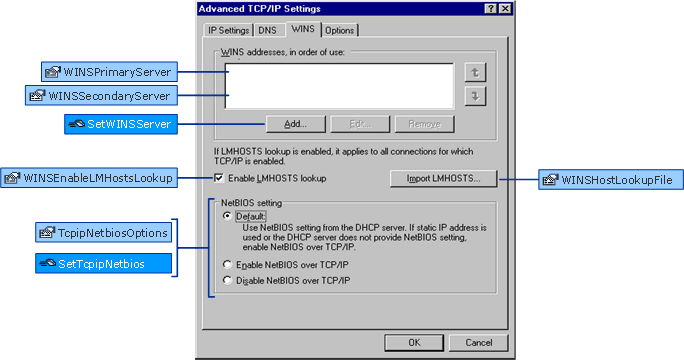 Advanced TCP/IP Settings
IP Settings DNS WINS Options
WINS addresses, in order of use:
WINSPrimaryServer
WINSSecondaryServer
SetWINSServer
Add... Edit... Remove
If LMHOSTS lookup is enabled, it applies to all connections for which
TCP/IP is enabled.
WINSEnableLMHostsLookup
Enable LMHOSTS lookup
Import LMHOSTS...
WINSHostLookupFile
NetBIOS setting
Default:
Use NetBIOS setting from the DHCP server. If static IP address is
used or the DHCP server does not provide NetBIOS setting,
enable NetBIOS over TCP/IP.
TcpipNetbiosOptions
SetTcpipNetbios
Enable NetBIOS over TCP/IP
Disable NetBIOS over TCP/IP
OK Cancel